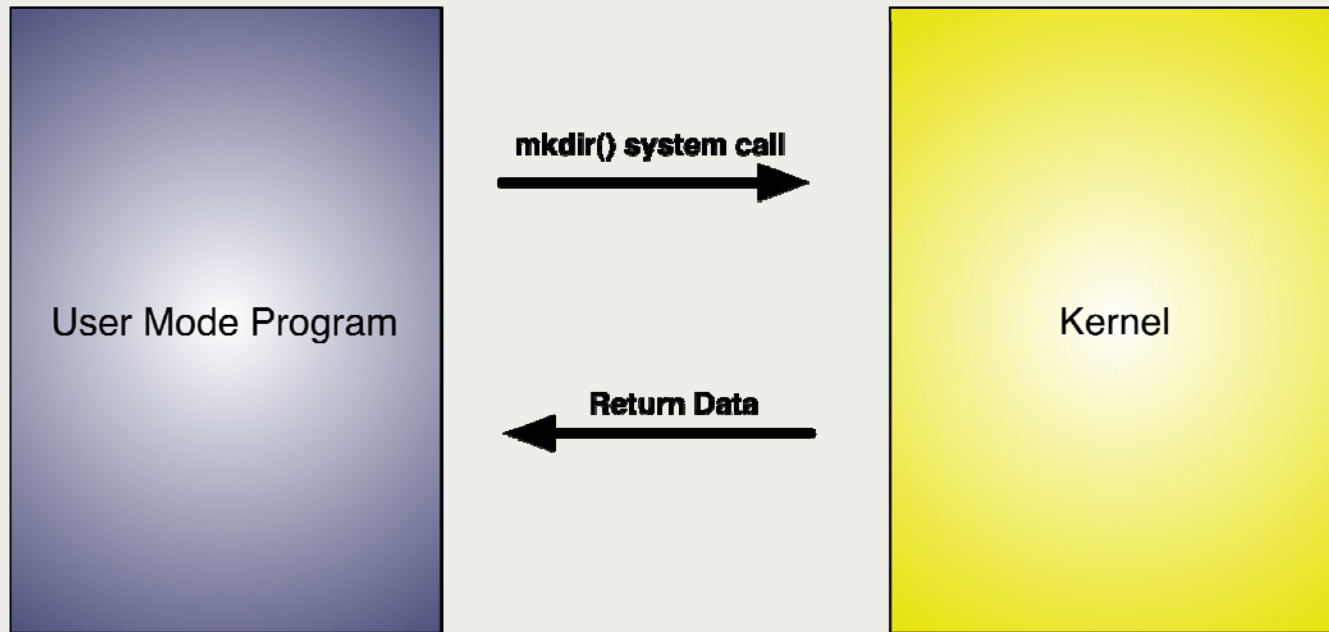 mkdir() system call
User Mode Program
Kernel
Return Data